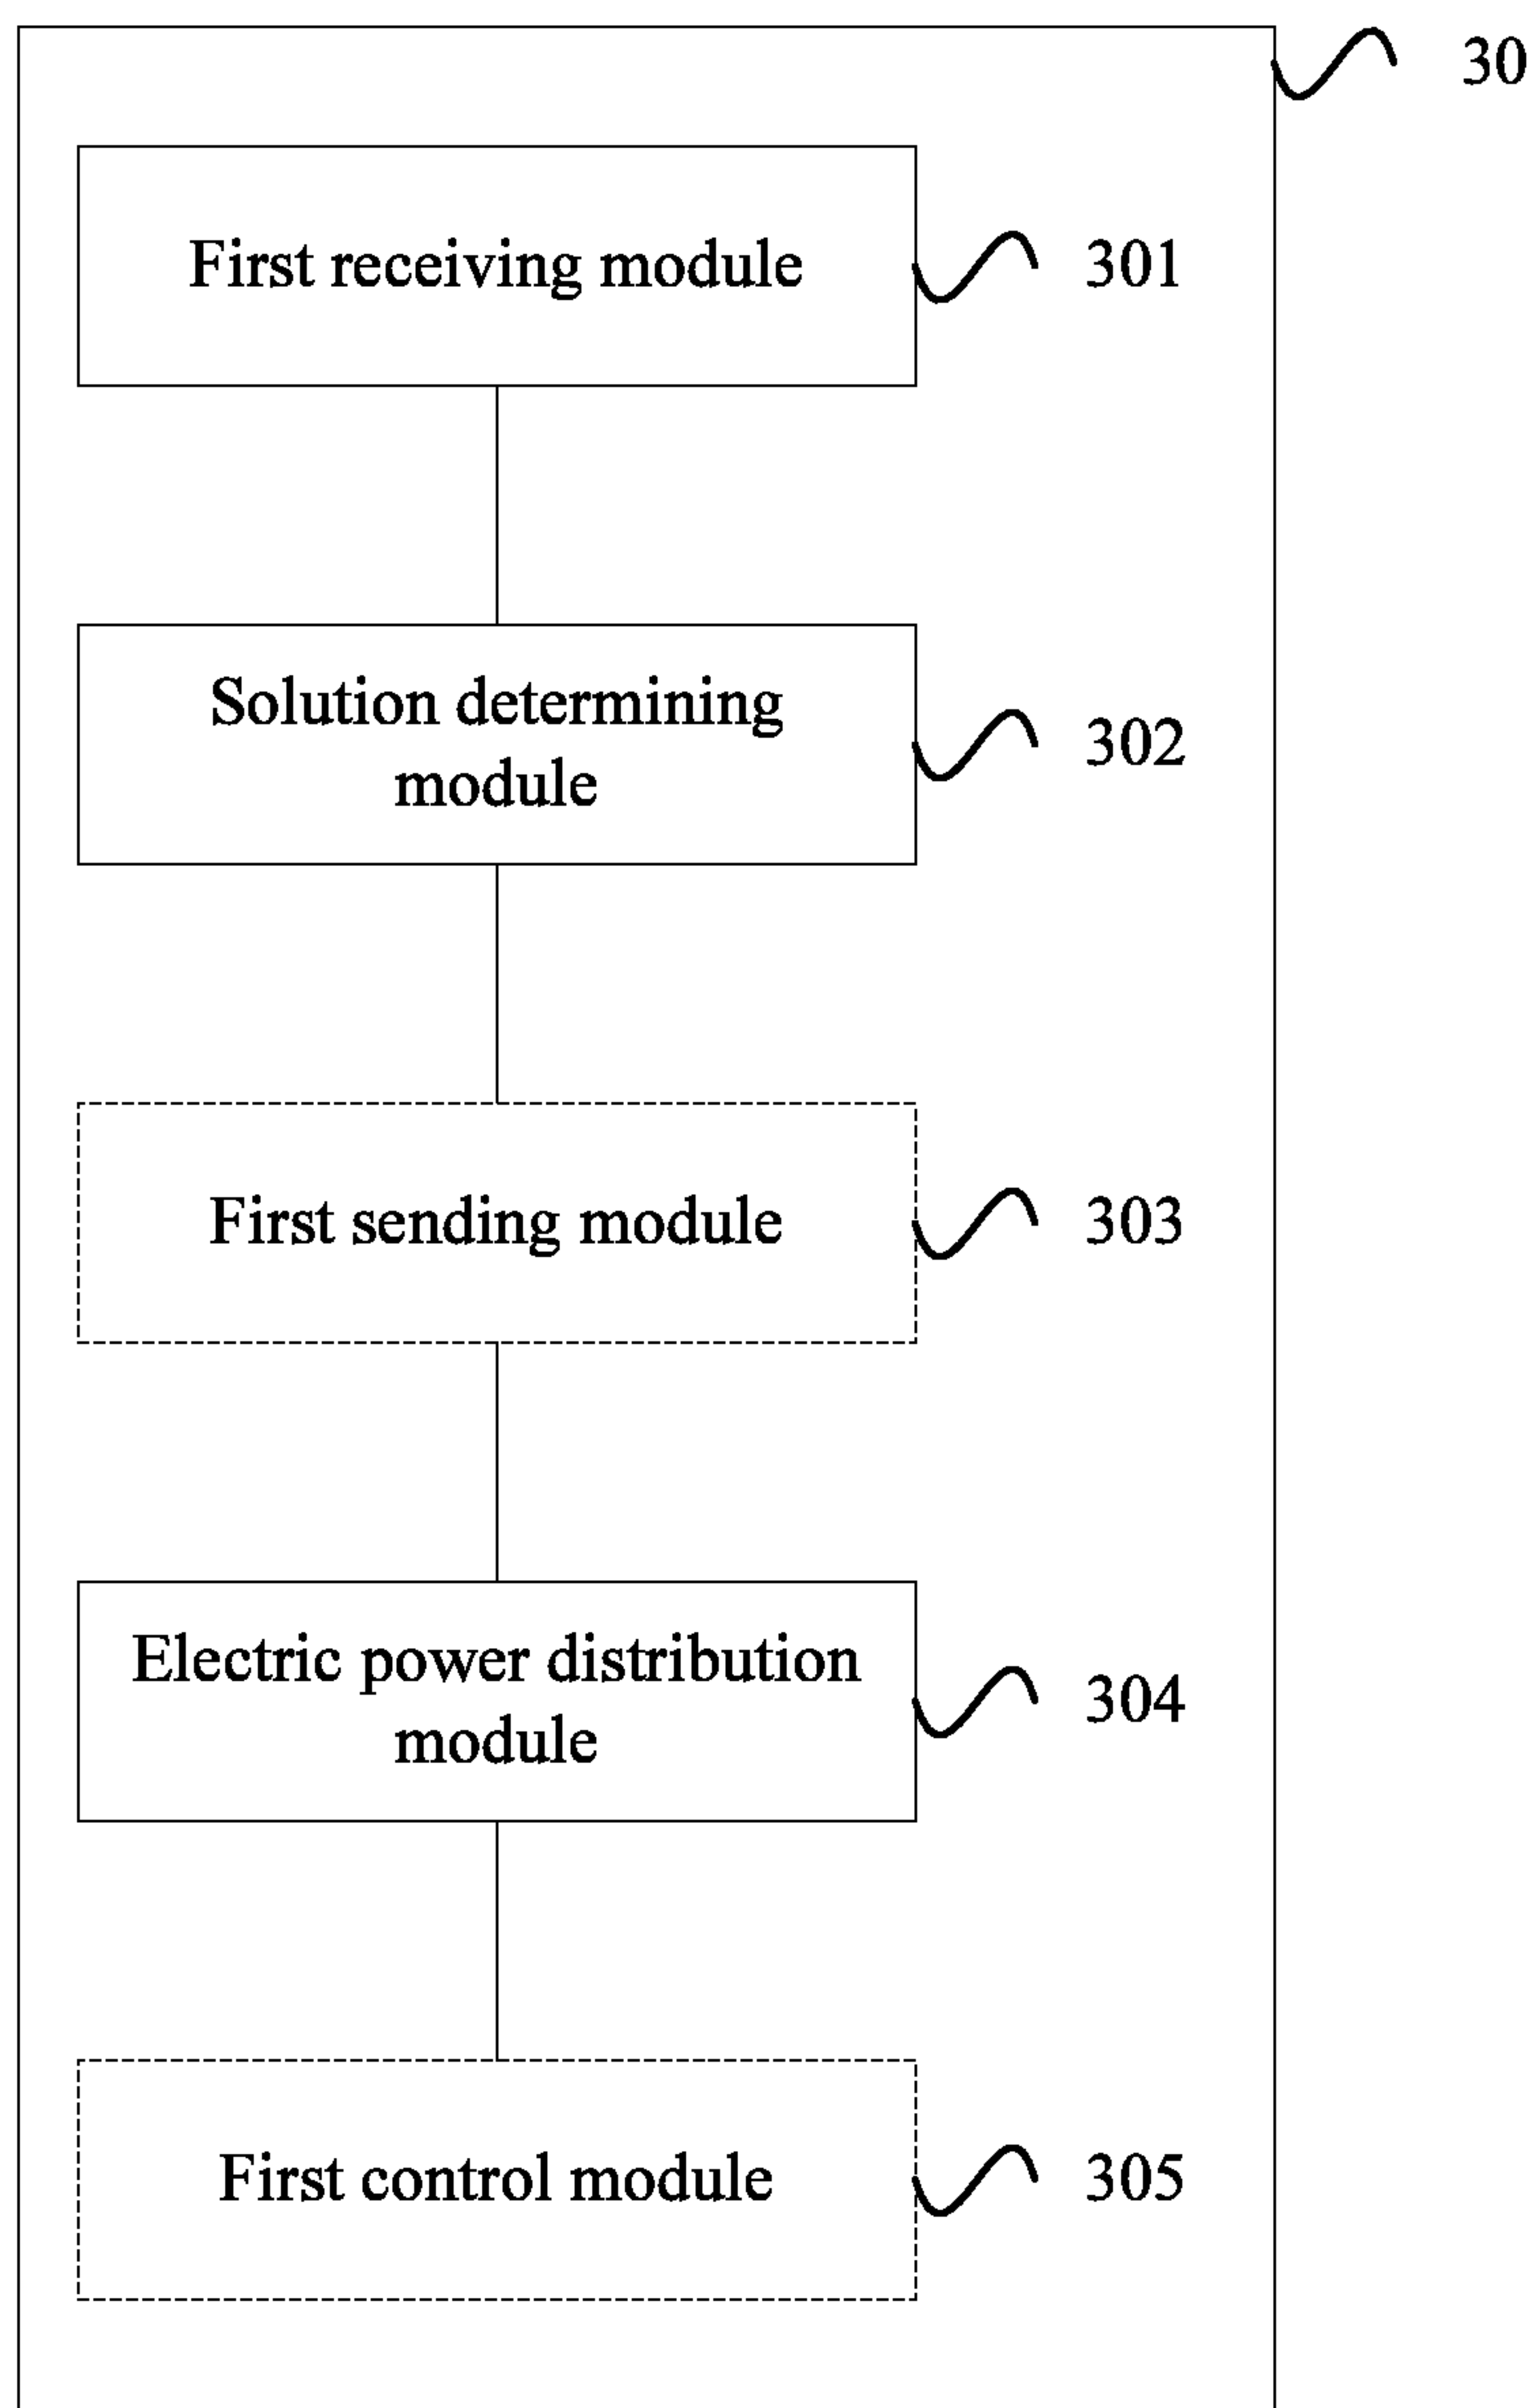 30
First receiving module
301
Solution determining
module
302
First sending module
303
Electric power distribution
module
304
First control module
305